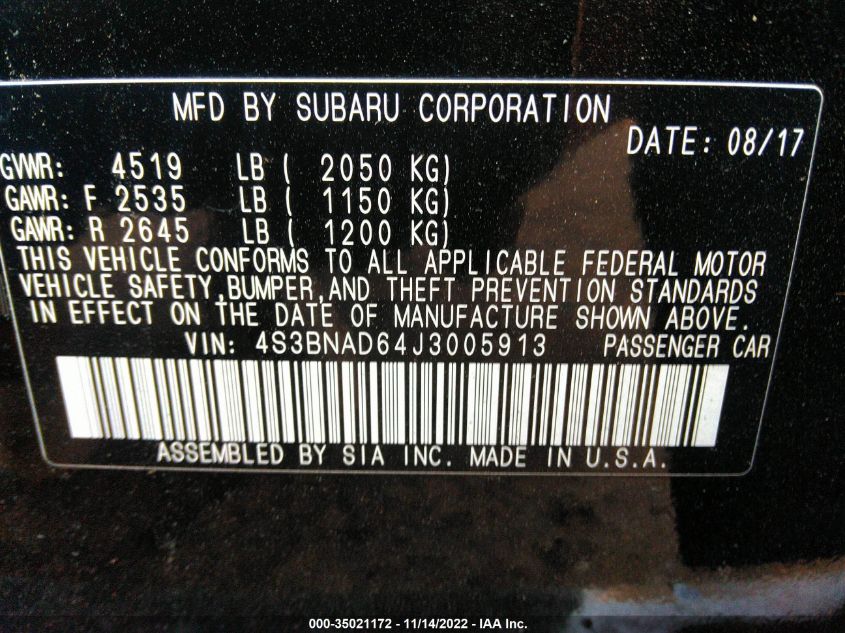 MFD BY SUBARU CORPORATION
DATE: 08/17
GVWR: 4519 LB ( 2050 KG)
GAWR: F 2535 LB ( 1150 KG)
GAWR: R 2645 LB ( 1200 KG)
THIS VEHICLE CONFORMS TO ALL APPLICABLE FEDERAL MOTOR
VEHICLE SAFETY,BUMPER,AND THEFT PREVENTION STANDARDS
IN EFFECT ON THE DATE OF MANUFACTURE SHOWN ABOVE.
VIN: 4S3BNAD64J3005913 PASSENGER CAR
ASSEMBLED BY SIA INC. MADE IN U.S.A.
000-35021172 - 11/14/2022 - IAA Inc.